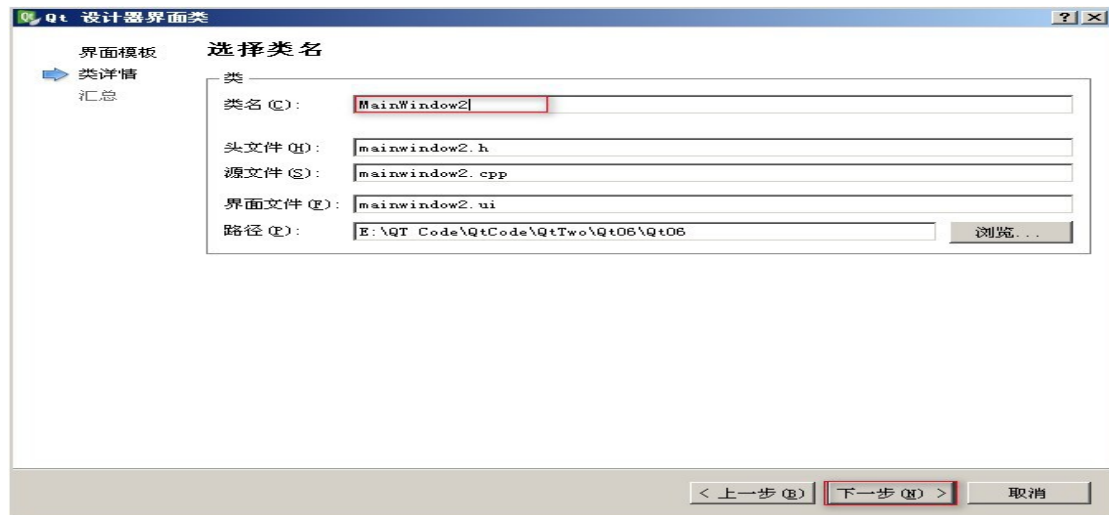 Qt 设计器界面类
界面模板
类详情
汇总
选择类名
类
类名(C): MainWindow2
头文件(H): mainwindow2.h
源文件(S): mainwindow2.cpp
界面文件(F): mainwindow2.ui
路径(P): E:\QT Code\QtCode\QtTwo\Qt06\Qt06 浏览...
< 上一步(B) 下一步(N) > 取消